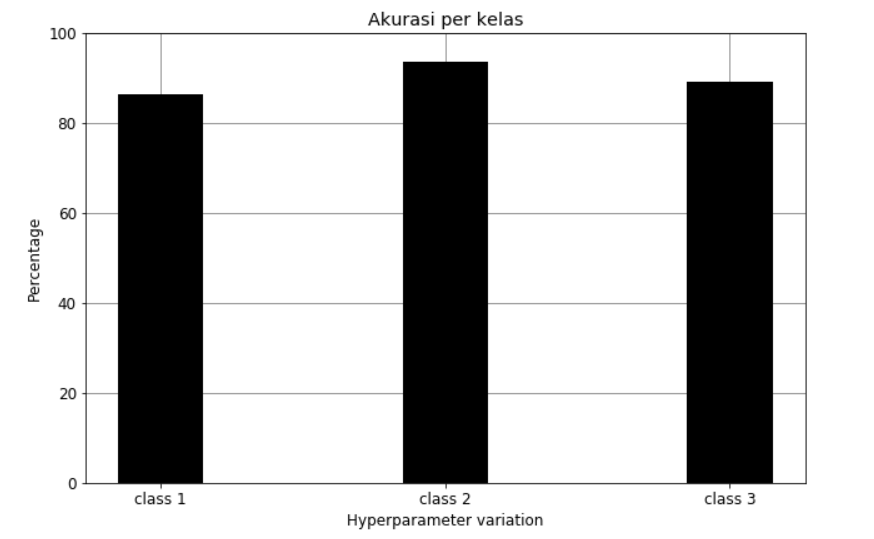 Akurasi per kelas
100
80
60
40
20
0
Percentage
class 1 class 2 class 3
Hyperparameter variation